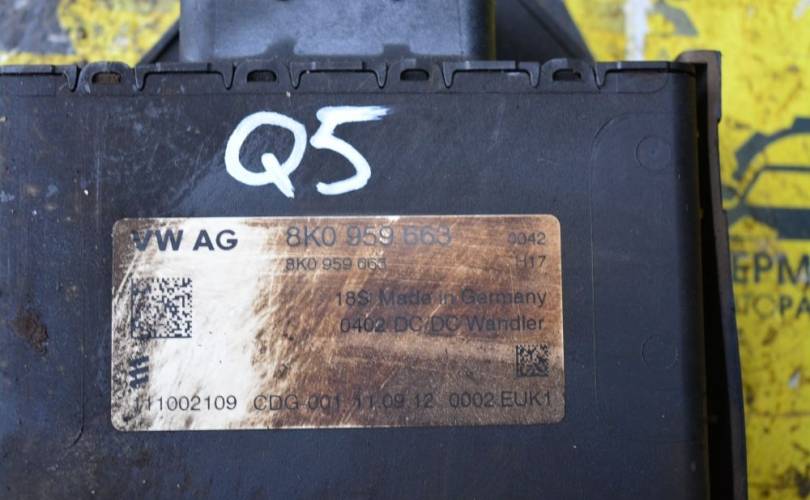 Q5
VW AG 8K0 959 663 0042
8K0 959 663 H17
18S Made in Germany
0402 DC/DC Wandler
111002109 CDG-001 11.09.12 0002 EUK1
EPM